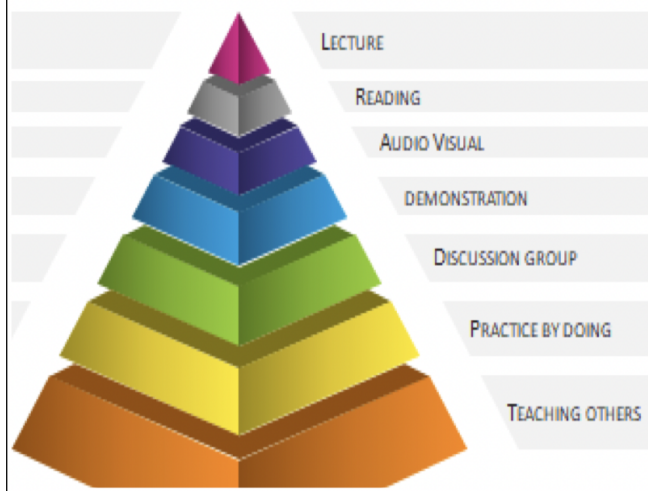 LECTURE
READING
AUDIO VISUAL
DEMONSTRATION
DISCUSSION GROUP
PRACTICE BY DOING
TEACHING OTHERS